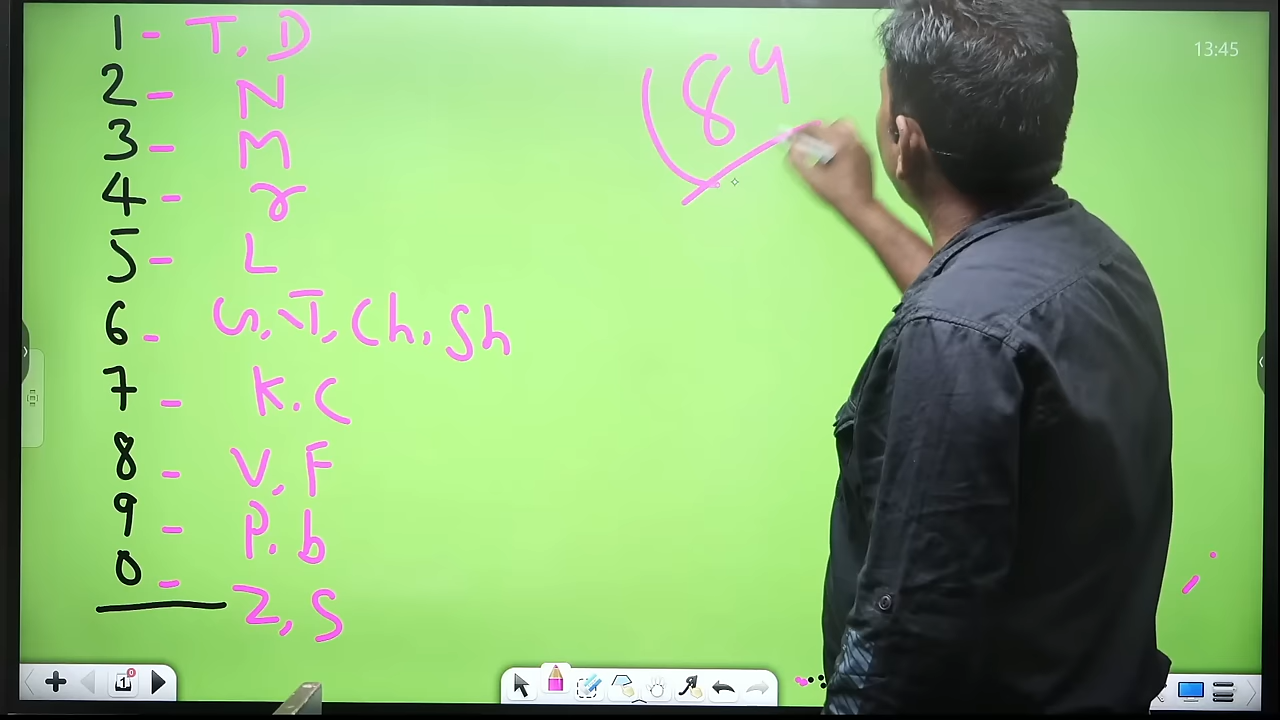 1 - T, D
2 - N
3 - M
4 - r
5 - L
6 - G, J, Ch, Sh
7 - K. C
8 - V, F
9 - P. b
0 - Z, S
84
13:45